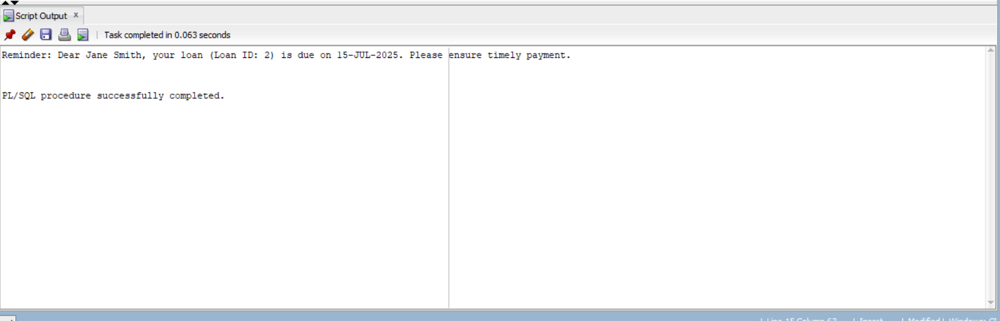 Script Output x
Task completed in 0.063 seconds
Reminder: Dear Jane Smith, your loan (Loan ID: 2) is due on 15-JUL-2025. Please ensure timely payment.
PL/SQL procedure successfully completed.
| Line 15 Column 63 | Insert | Modified | Windows: